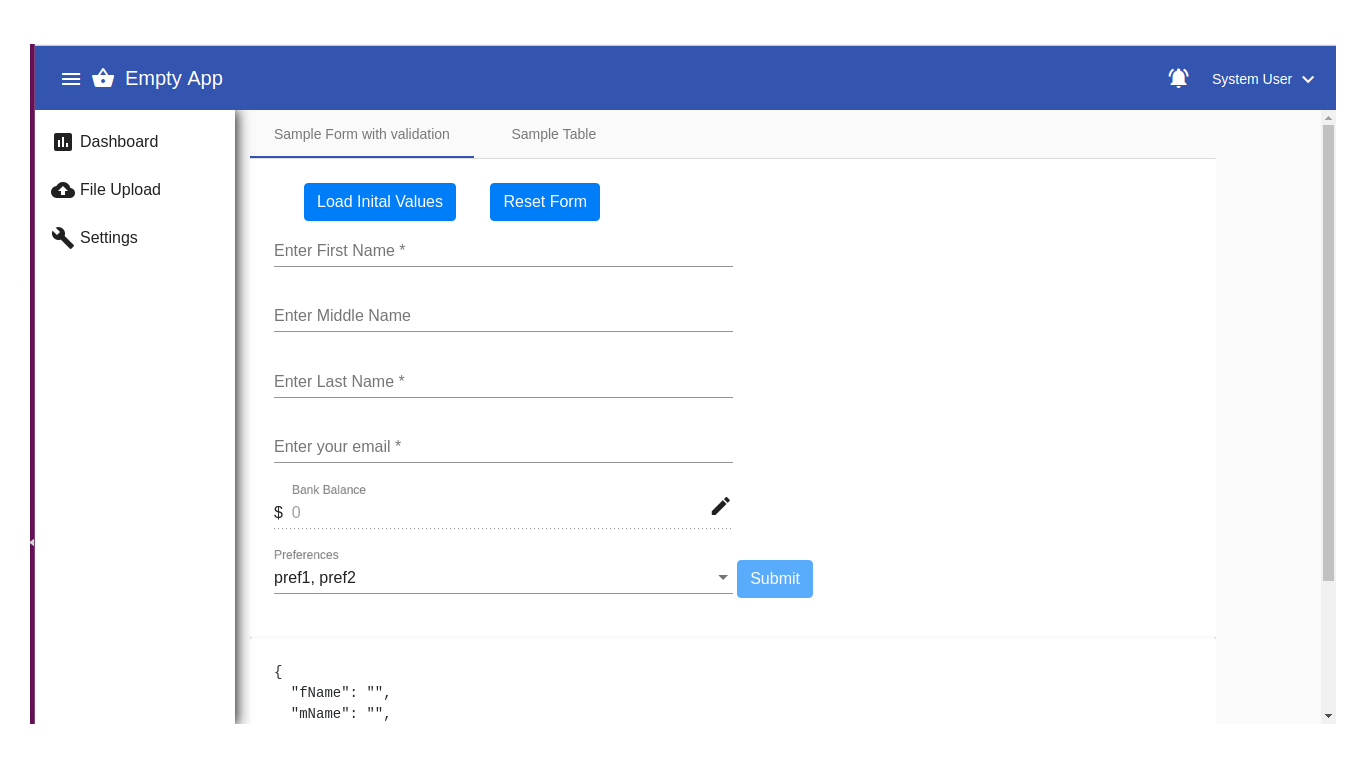 Empty App
System User
Dashboard
File Upload
Settings
Sample Form with validation
Sample Table
Load Inital Values
Reset Form
Enter First Name *
Enter Middle Name
Enter Last Name *
Enter your email *
Bank Balance
$ 0
Preferences
pref1, pref2
Submit
{
"fName": "",
"mName": "",